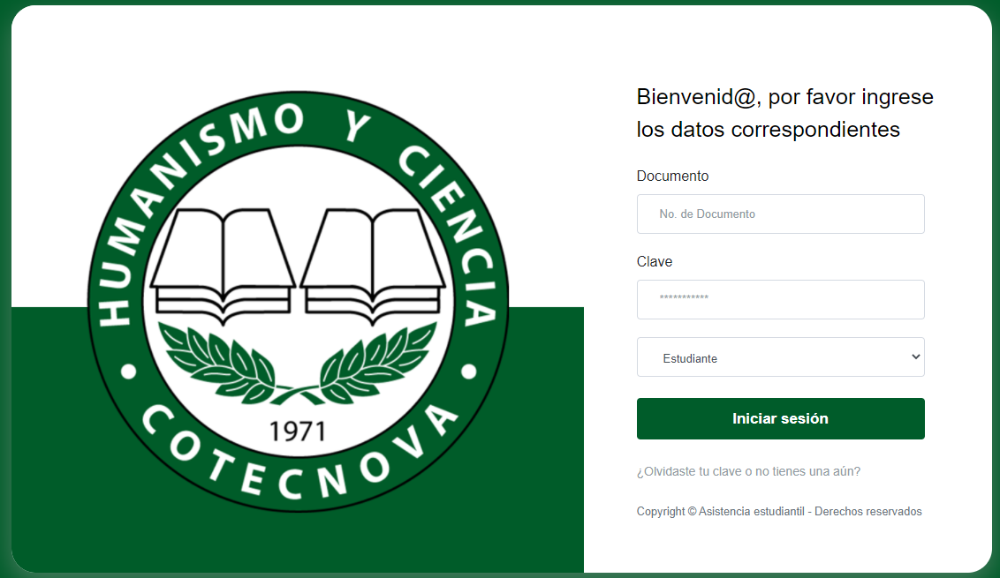 HUMANISMO Y CIENCIA
1971
COTECNOVA
Bienvenid@, por favor ingrese
los datos correspondientes
Documento
No. de Documento
Clave
***********
Estudiante
Iniciar sesión
¿Olvidaste tu clave o no tienes una aún?
Copyright © Asistencia estudiantil - Derechos reservados